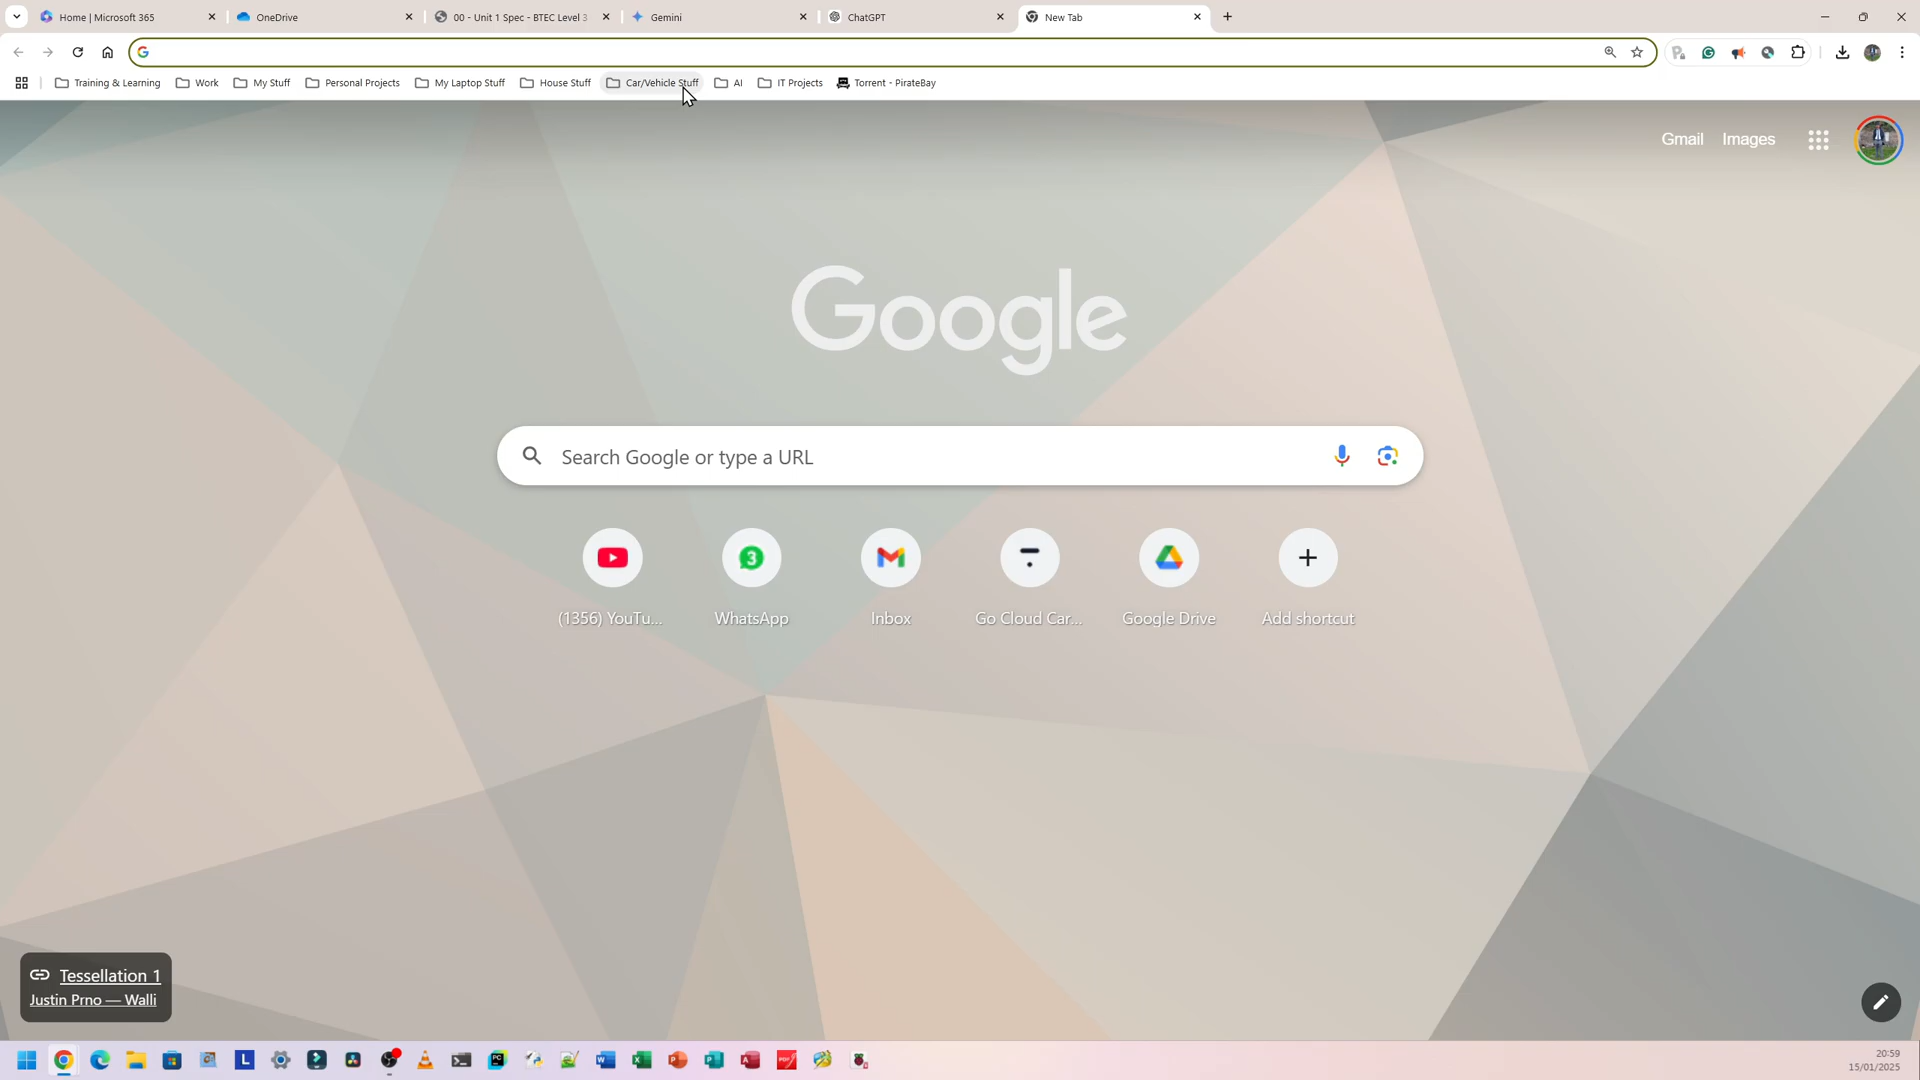 Home | Microsoft 365
OneDrive
00 - Unit 1 Spec - BTEC Level 3
Gemini
ChatGPT
New Tab
Training & Learning
Work
My Stuff
Personal Projects
My Laptop Stuff
House Stuff
Car/Vehicle Stuff
AI
IT Projects
Torrent - PirateBay
Gmail
Images
Google
Search Google or type a URL
3
(1356) YouTu...
WhatsApp
Inbox
Go Cloud Car...
Google Drive
Add shortcut
Tessellation 1
Justin Prno — Walli
20:59
15/01/2025